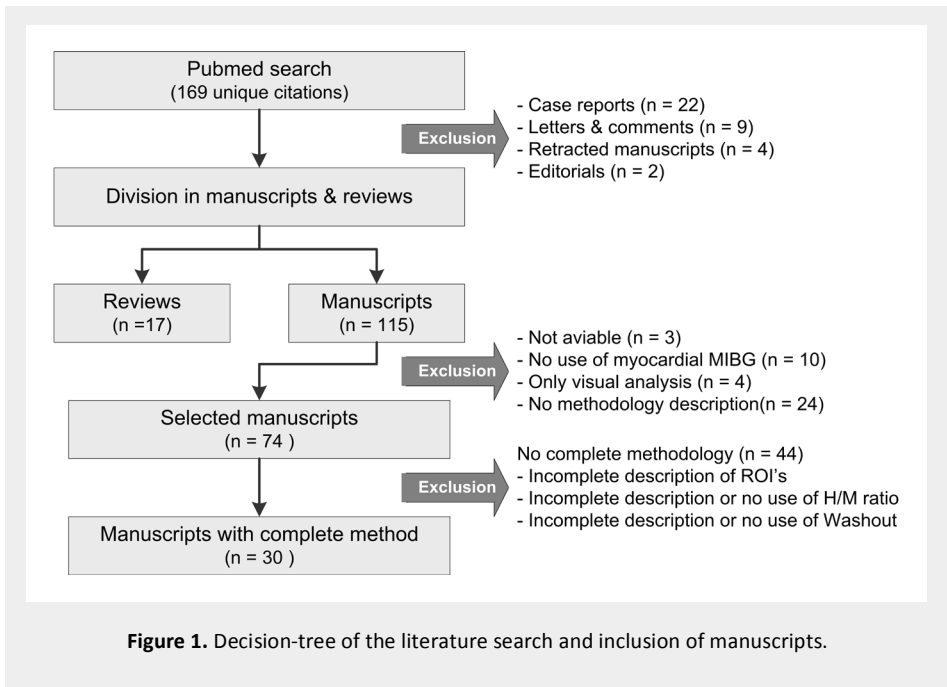 Pubmed search
(169 unique citations)
Exclusion
- Case reports (n = 22)
- Letters & comments (n = 9)
- Retracted manuscripts (n = 4)
- Editorials (n = 2)
Division in manuscripts & reviews
Reviews
(n =17)
Manuscripts
(n = 115)
Exclusion
- Not aviable (n = 3)
- No use of myocardial MIBG (n = 10)
- Only visual analysis (n = 4)
- No methodology description(n = 24)
Selected manuscripts
(n = 74 )
Exclusion
No complete methodology (n = 44)
- Incomplete description of ROI's
- Incomplete description or no use of H/M ratio
- Incomplete description or no use of Washout
Manuscripts with complete method
(n = 30 )
Figure 1. Decision-tree of the literature search and inclusion of manuscripts.